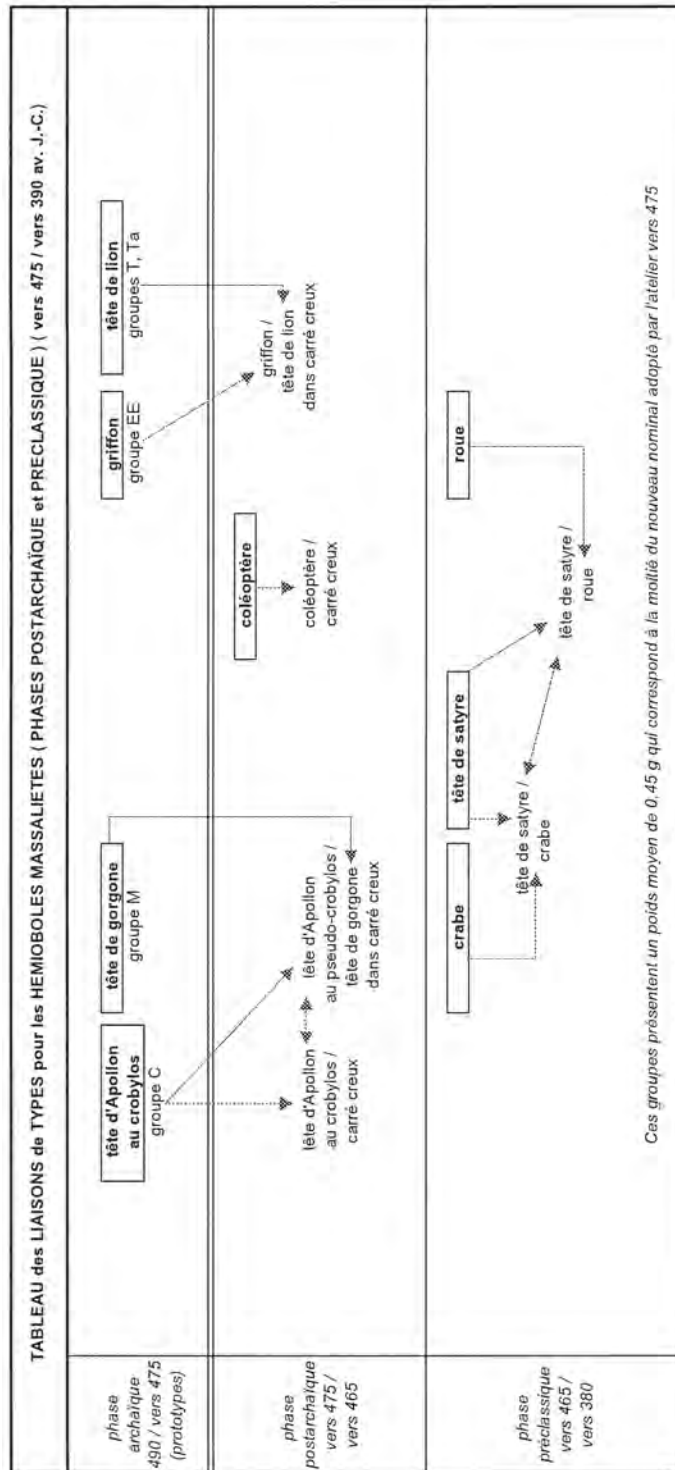 TABLEAU des LIAISONS de TYPES pour les HEMIOBOLES MASSALIETES ( PHASES POSTARCHAÏQUE et PRECLASSIQUE ) ( vers 475 / vers 390 av. J.-C.)
phase
archaïque
490 / vers 475
(prototypes)
tête d'Apollon
au crobylos
groupe C
tête de gorgone
groupe M
griffon
groupe EE
tête de lion
groupes T, Ta
phase
postarchaïque
vers 475 /
vers 465
tête d'Apollon
au crobylos /
carré creux
tête d'Apollon
au pseudo-crobylos /
tête de gorgone
dans carré creux
coléoptère
coléoptère /
carré creux
griffon /
tête de lion
dans carré creux
phase
préclassique
vers 465 /
vers 380
crabe
tête de satyre
roue
tête de satyre /
crabe
tête de satyre /
roue
Ces groupes présentent un poids moyen de 0,45 g qui correspond à la moitié du nouveau nominal adopté par l'atelier vers 475